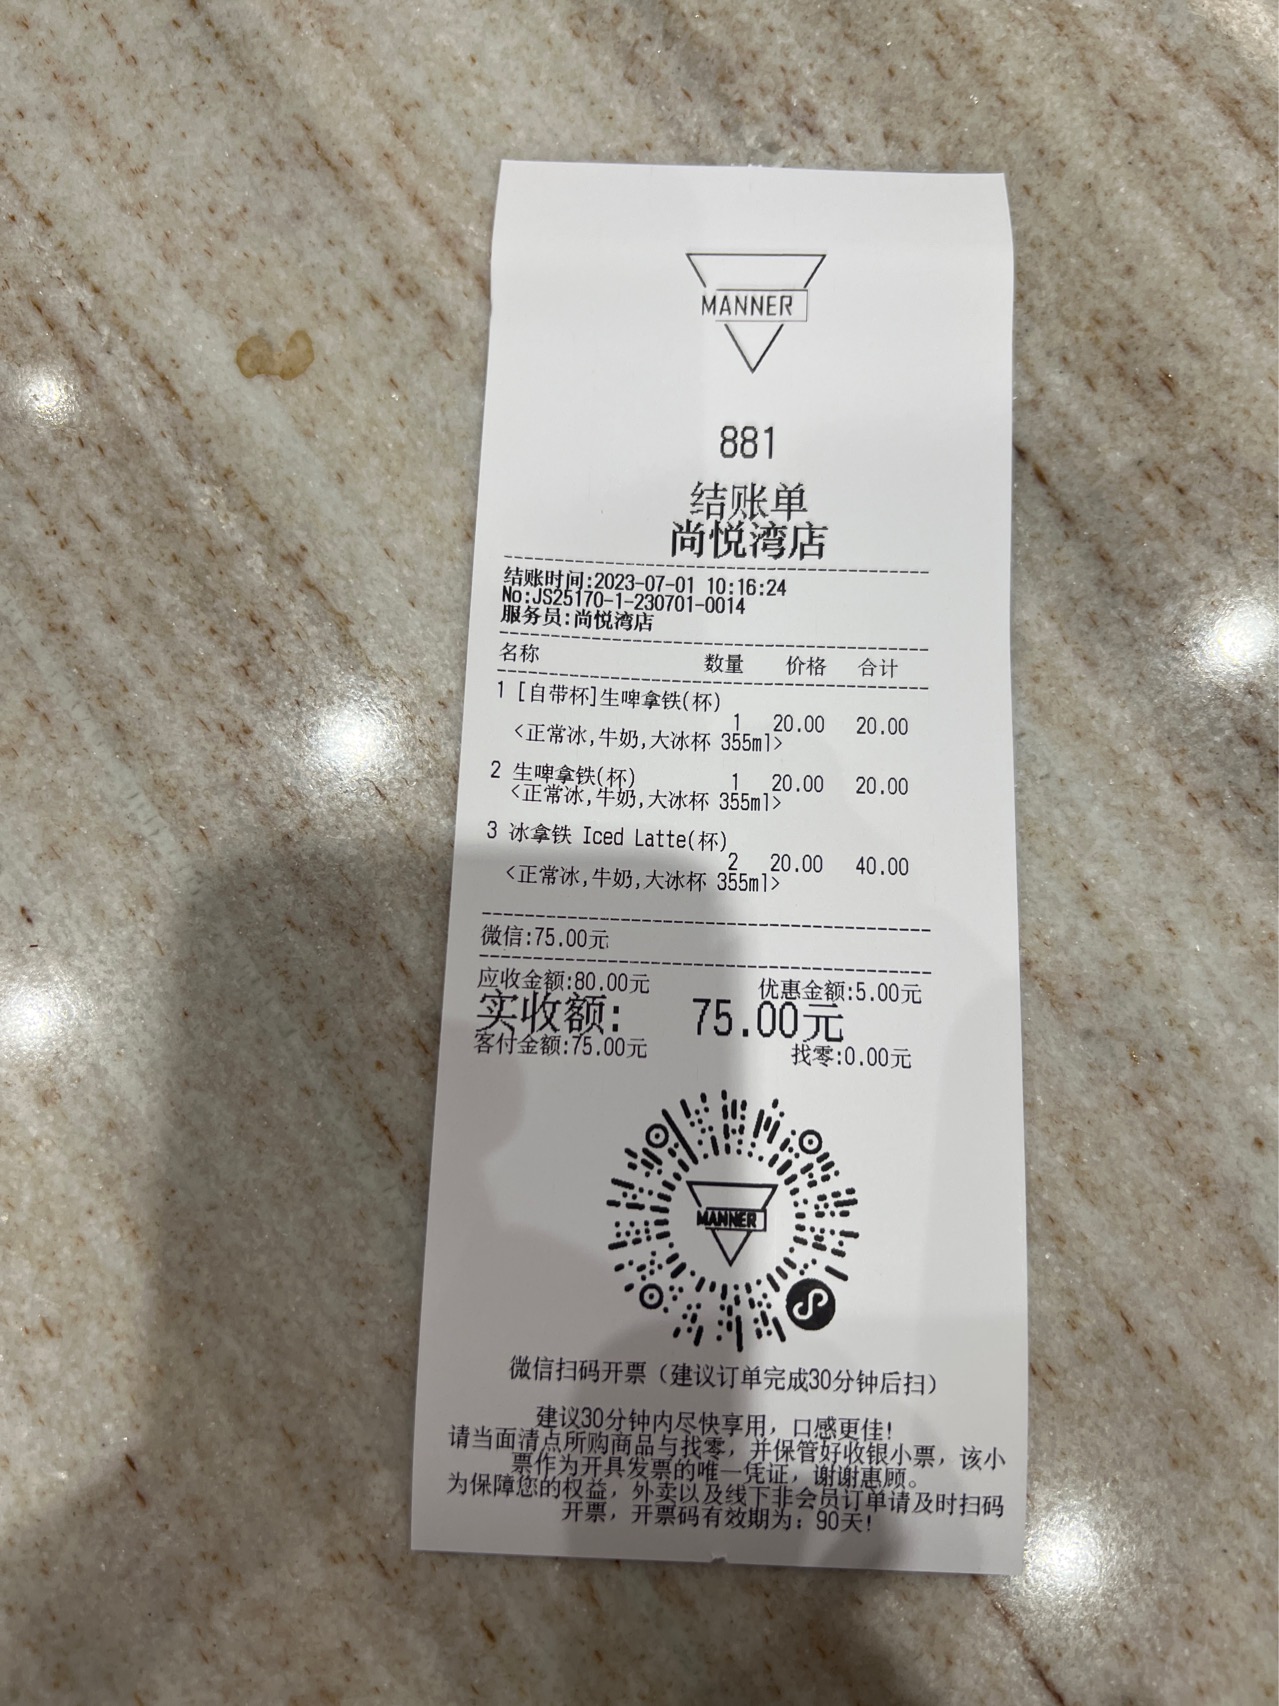 MANNER
881
结账单
尚悦湾店
结账时间:2023-07-01 10:16:24
No:JS25170-1-230701-0014
服务员:尚悦湾店
名称 数量 价格 合计
1 [自带杯]生啤拿铁(杯)
1 20.00 20.00
<正常冰,牛奶,大冰杯 355ml>
2 生啤拿铁(杯) 1 20.00 20.00
<正常冰,牛奶,大冰杯 355ml>
3 冰拿铁 Iced Latte(杯)
2 20.00 40.00
<正常冰,牛奶,大冰杯 355ml>
微信:75.00元
应收金额:80.00元 优惠金额:5.00元
实收额: 75.00元
客付金额:75.00元 找零:0.00元
MANNER
微信扫码开票（建议订单完成30分钟后扫）
建议30分钟内尽快享用，口感更佳!
请当面清点所购商品与找零，并保管好收银小票，该小
票作为开具发票的唯一凭证，谢谢惠顾。
为保障您的权益，外卖以及线下非会员订单请及时扫码
开票，开票码有效期为：90天!